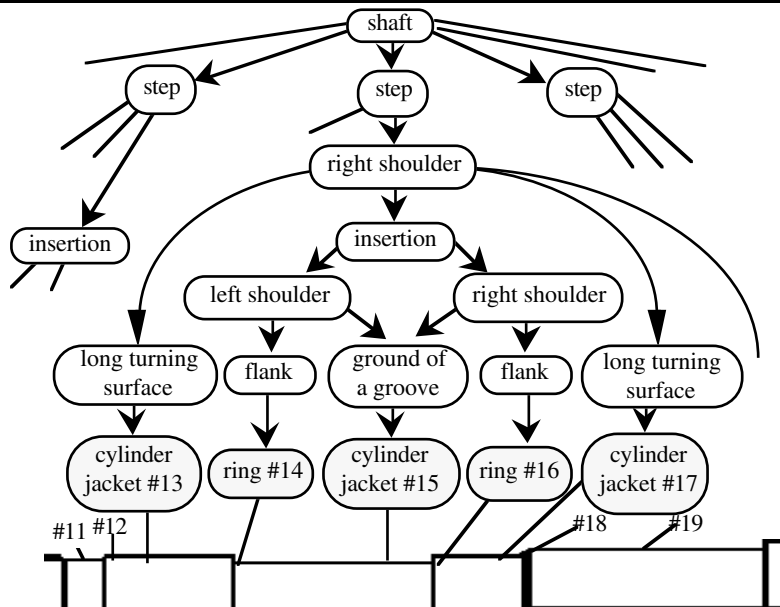 shaft
step
step
step
right shoulder
insertion
insertion
left shoulder
right shoulder
long turning
surface
flank
ground of
a groove
flank
long turning
surface
cylinder
jacket #13
ring #14
cylinder
jacket #15
ring #16
cylinder
jacket #17
#11
#12
#18
#19